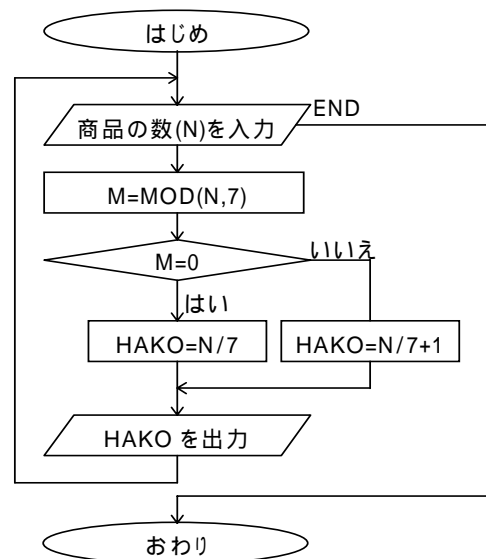 はじめ
商品の数(N)を入力
END
M=MOD(N,7)
M=0
いいえ
はい
HAKO=N/7
HAKO=N/7+1
HAKO を出力
おわり